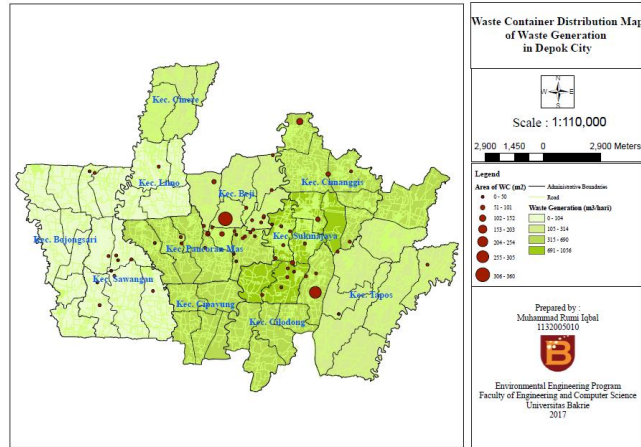 Waste Container Distribution Map
of Waste Generation
in Depok City
N
W E
S
Scale : 1:110,000
2,900 1,450 0 2,900 Meters
Legend
Area of WC (m2)
0 - 50
51 - 101
102 - 152
153 - 203
204 - 254
255 - 305
306 - 360
Administrative Boundaries
Road
Waste Generation (m3/hari)
0 - 104
105 - 314
315 - 690
691 - 1036
Prepared by :
Muhammad Rumi Iqbal
1132005010
B
Environmental Engineering Program
Faculty of Engineering and Computer Science
Universitas Bakrie
2017
Kec. Cinere
Kec. Limo
Kec. Beji
Kec. Cimanggis
Kec. Bojongsari
Kec. Pancoran Mas
Kec. Sukmajaya
Kec. Sawangan
Kec. Cipayung
Kec. Cilodong
Kec. Tapos